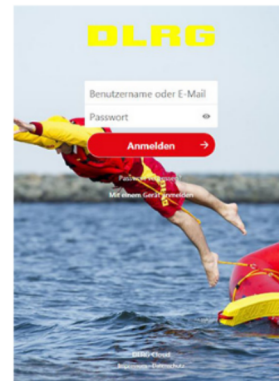 DLRG
Benutzername oder E-Mail
Passwort
Anmelden
Mit einem Gerät anmelden
DLRG-Cloud